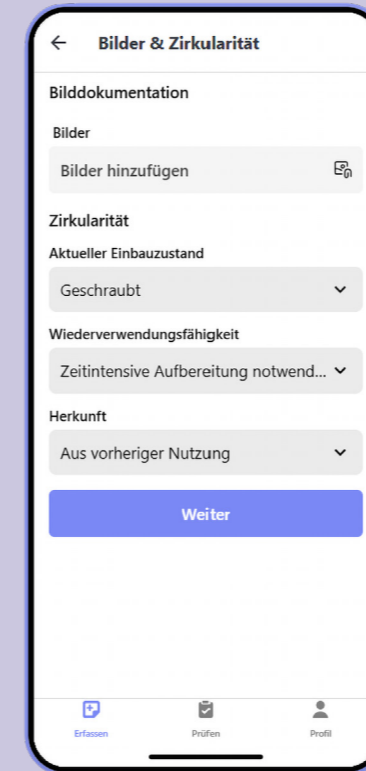 Bilder & Zirkularität
Bilddokumentation
Bilder
Bilder hinzufügen
Zirkularität
Aktueller Einbauzustand
Geschraubt
Wiederverwendungsfähigkeit
Zeitintensive Aufbereitung notwend...
Herkunft
Aus vorheriger Nutzung
Weiter
Erfassen Prüfen Profil